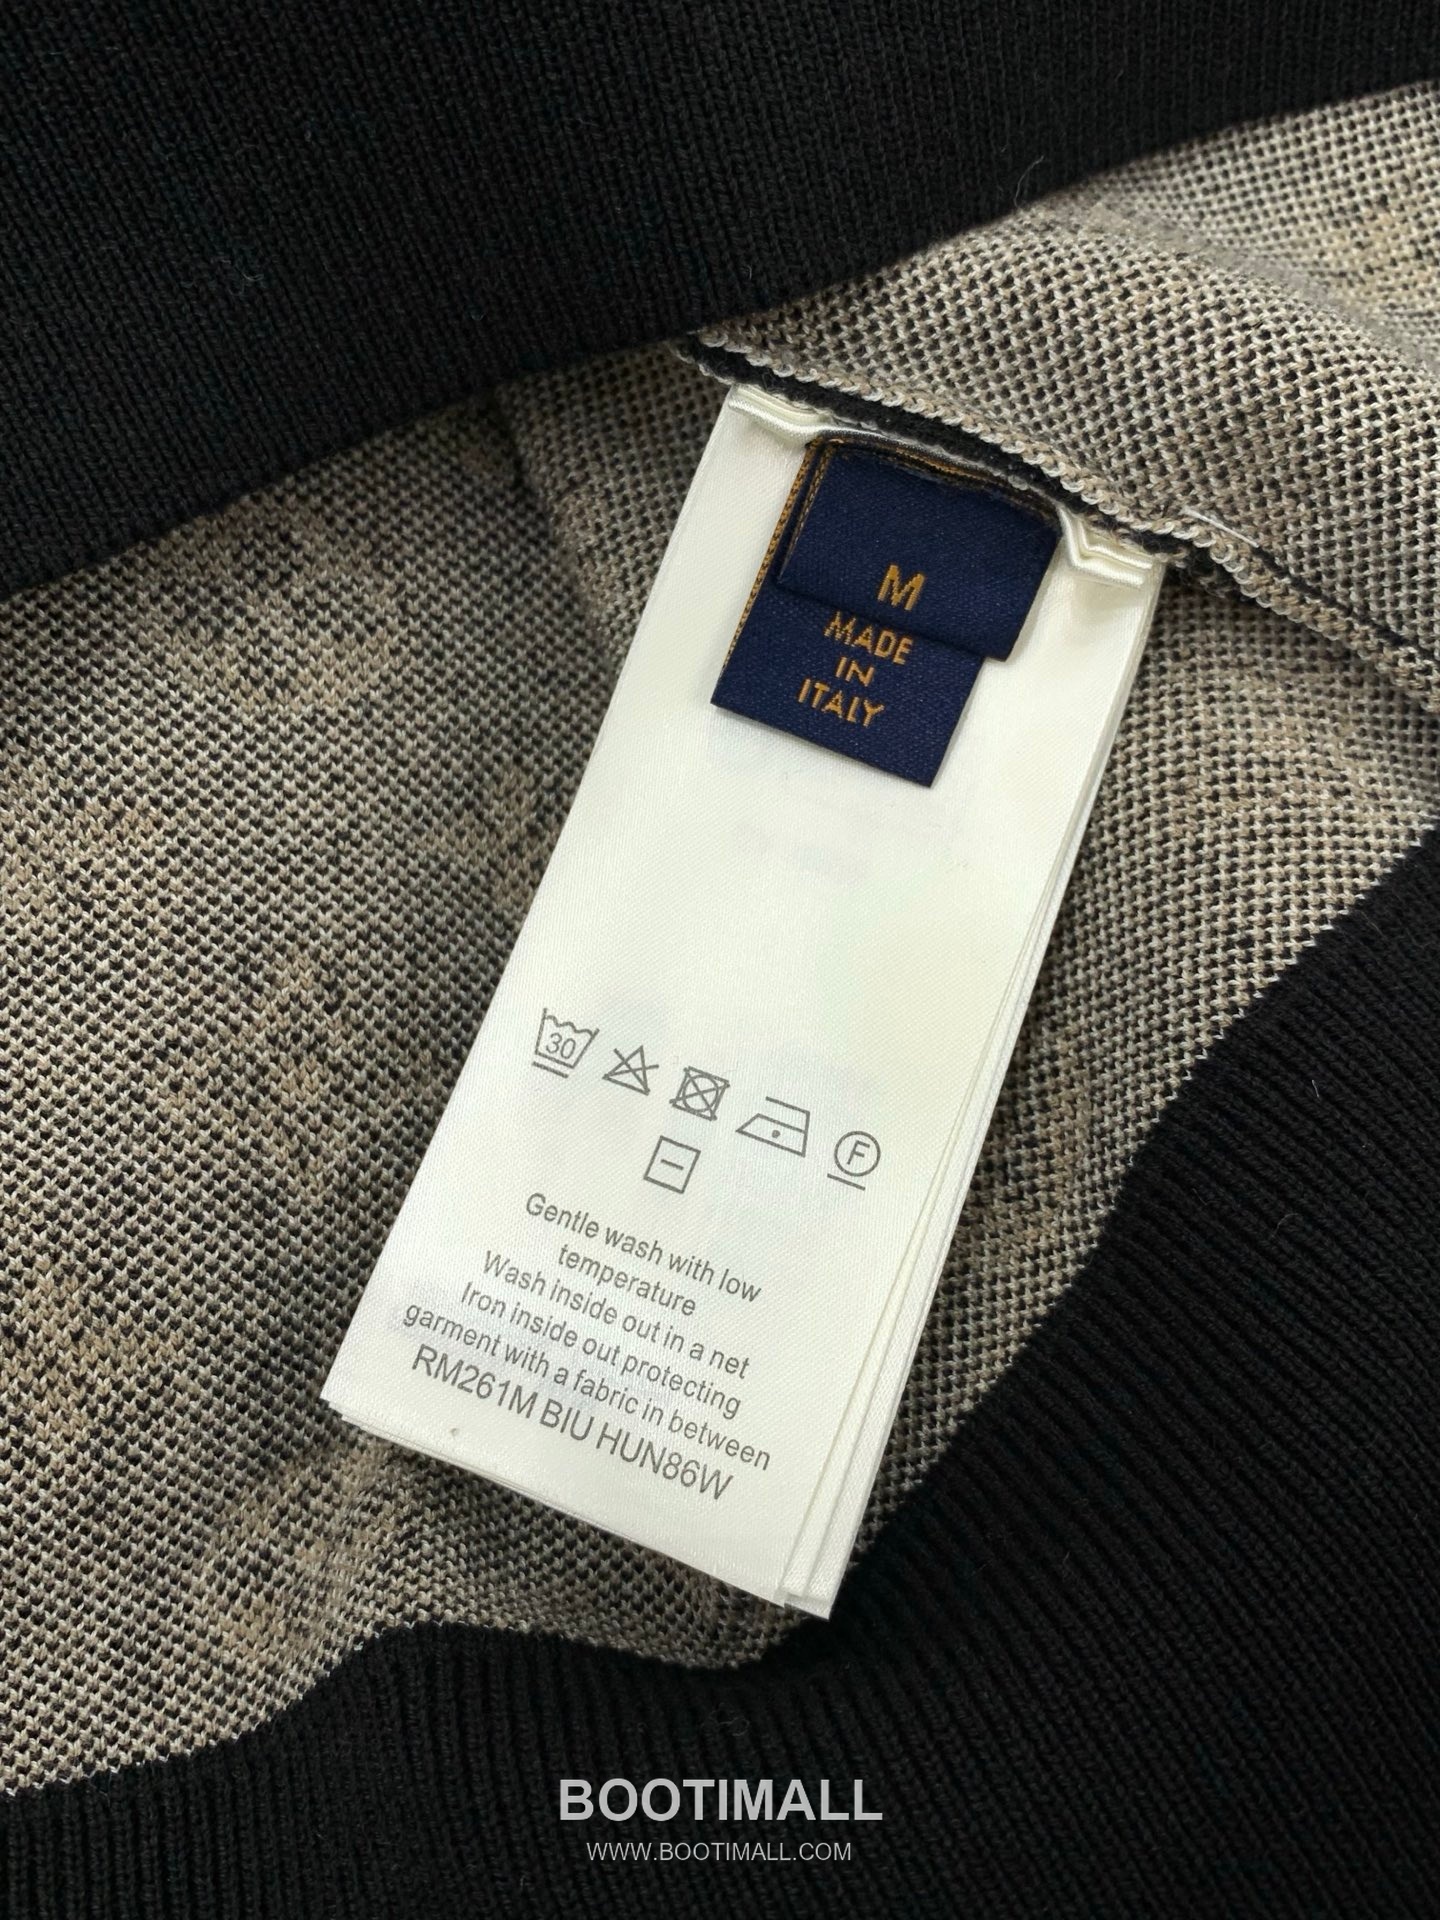 M
MADE
IN
ITALY
30
F
Gentle wash with low
temperature
Wash inside out in a net
Iron inside out protecting
garment with a fabric in between
RM261M BIU HUN86W
BOOTIMALL
WWW.BOOTIMALL.COM